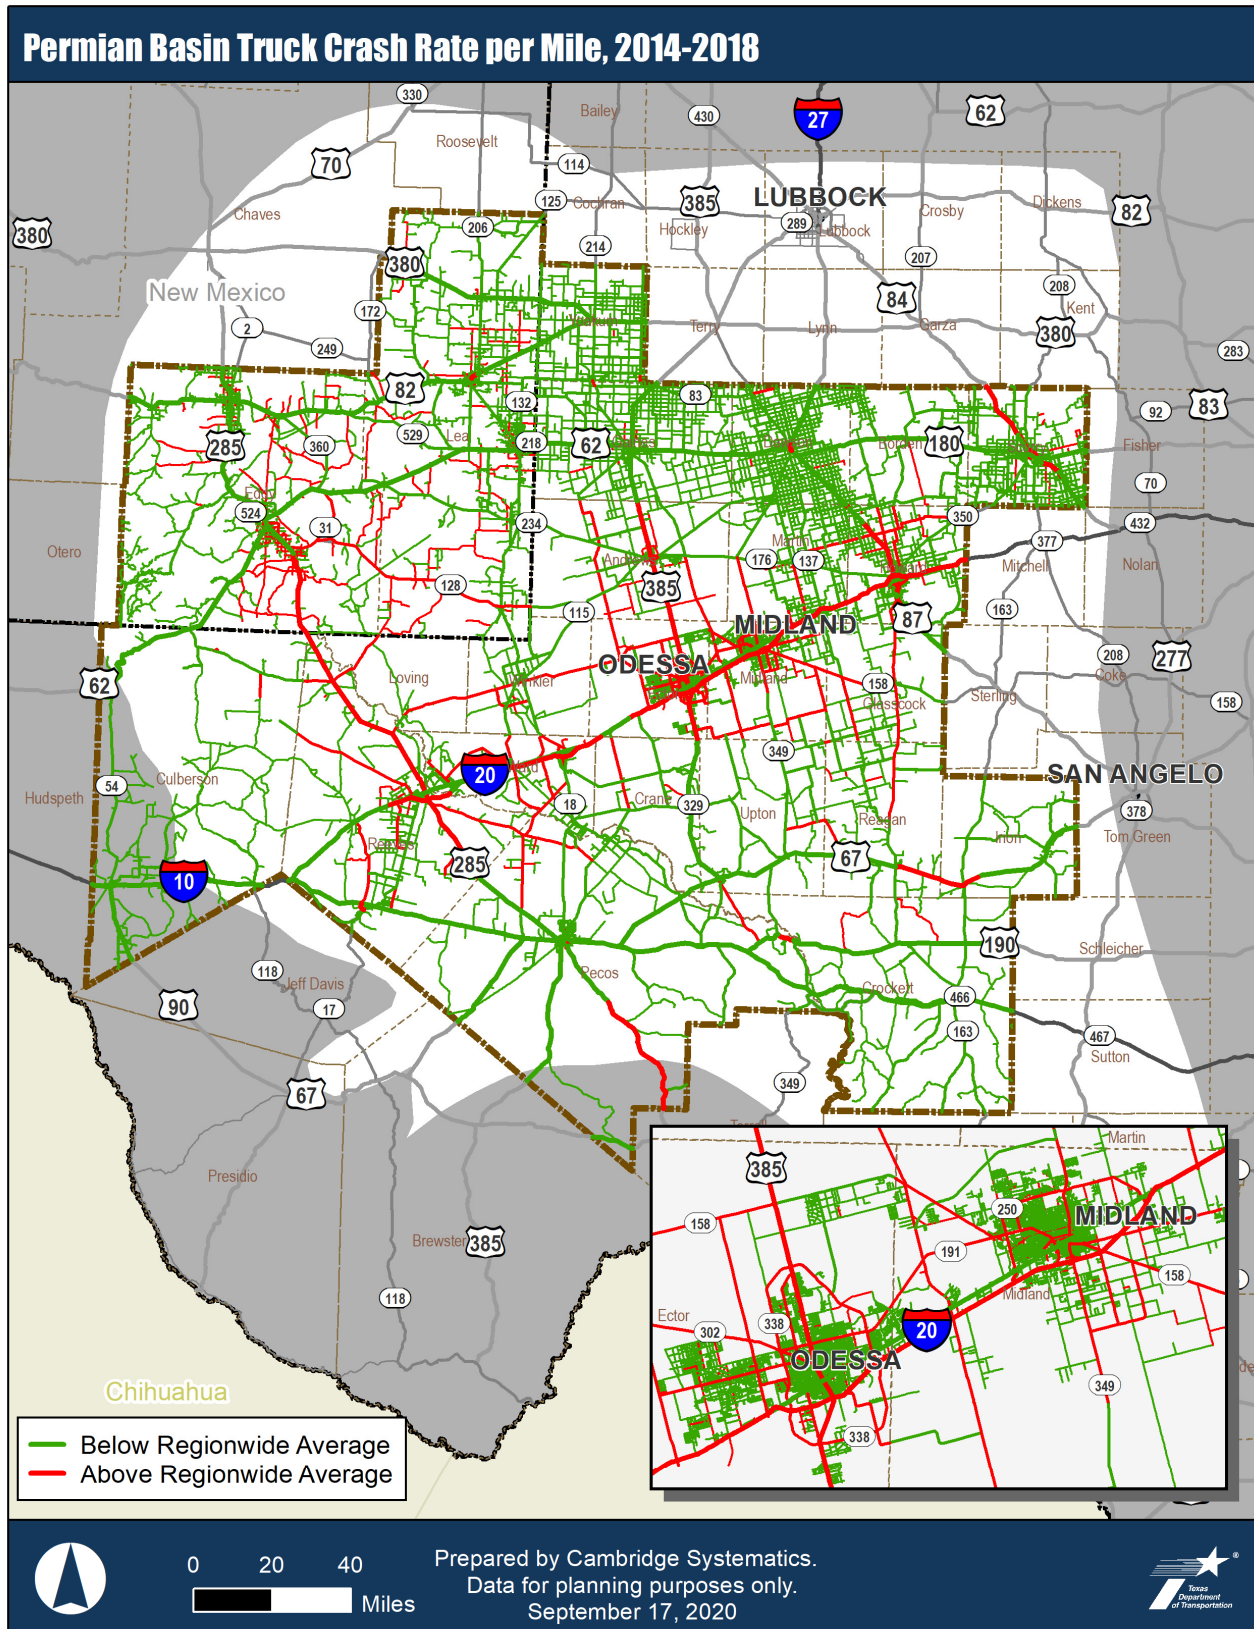 Permian Basin Truck Crash Rate per Mile, 2014-2018
330
Bailey
430
27
62
Roosevelt
70
114
125
Cochran
385
LUBBOCK
Dickens
82
Chaves
206
Hockley
289
Lubbock
Crosby
380
214
207
380
New Mexico
172
84
208
Kent
2
Terry
Lynn
Garza
380
249
283
82
132
83
92
83
285
360
529
Lea
218
62
180
Borden
Fisher
Eddy
524
70
31
234
350
432
Otero
Martin
377
Andrews
176
137
Mitchell
Nolan
128
385
115
163
87
MIDLAND
ODESSA
208
277
62
Loving
Winkler
Midland
158
Coke
Glasscock
Sterling
158
349
54
Culberson
20
SAN ANGELO
Hudspeth
18
Crane
329
Upton
Reagan
378
Irion
Tom Green
Reeves
285
67
10
190
Schleicher
118
Jeff Davis
Pecos
Crockett
466
90
17
163
467
Sutton
67
349
Terrell
Presidio
Brewster
385
118
Chihuahua
385
Martin
158
250
MIDLAND
191
158
Ector
338
Midland
302
20
ODESSA
349
338
Below Regionwide Average
Above Regionwide Average
0 20 40
Miles
Prepared by Cambridge Systematics.
Data for planning purposes only.
September 17, 2020
Texas
Department
of Transportation
®